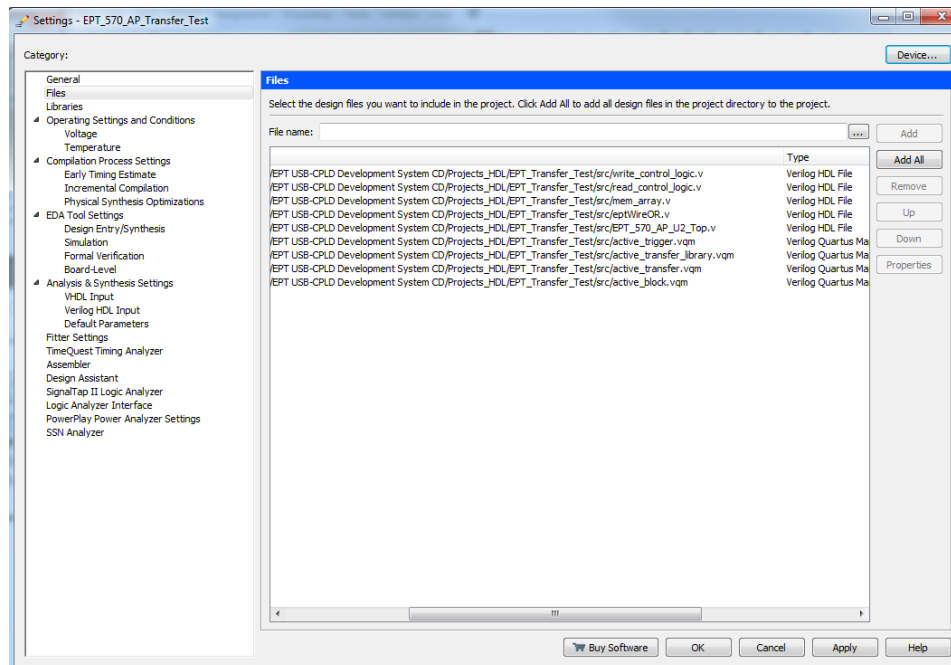 Settings - EPT_570_AP_Transfer_Test
Category:
Device...
General
Files
Libraries
Operating Settings and Conditions
Voltage
Temperature
Compilation Process Settings
Early Timing Estimate
Incremental Compilation
Physical Synthesis Optimizations
EDA Tool Settings
Design Entry/Synthesis
Simulation
Formal Verification
Board-Level
Analysis & Synthesis Settings
VHDL Input
Verilog HDL Input
Default Parameters
Fitter Settings
TimeQuest Timing Analyzer
Assembler
Design Assistant
SignalTap II Logic Analyzer
Logic Analyzer Interface
PowerPlay Power Analyzer Settings
SSN Analyzer
Files
Select the design files you want to include in the project. Click Add All to add all design files in the project directory to the project.
File name: ... Add
Type Add All
/EPT USB-CPLD Development System CD/Projects_HDL/EPT_Transfer_Test/src/write_control_logic.v Verilog HDL File
/EPT USB-CPLD Development System CD/Projects_HDL/EPT_Transfer_Test/src/read_control_logic.v Verilog HDL File
/EPT USB-CPLD Development System CD/Projects_HDL/EPT_Transfer_Test/src/mem_array.v Verilog HDL File
/EPT USB-CPLD Development System CD/Projects_HDL/EPT_Transfer_Test/src/eptWireOR.v Verilog HDL File
/EPT USB-CPLD Development System CD/Projects_HDL/EPT_Transfer_Test/src/EPT_570_AP_U2_Top.v Verilog HDL File
/EPT USB-CPLD Development System CD/Projects_HDL/EPT_Transfer_Test/src/active_trigger.vqm Verilog Quartus Ma
/EPT USB-CPLD Development System CD/Projects_HDL/EPT_Transfer_Test/src/active_transfer_library.vqm Verilog Quartus Ma
/EPT USB-CPLD Development System CD/Projects_HDL/EPT_Transfer_Test/src/active_transfer.vqm Verilog Quartus Ma
/EPT USB-CPLD Development System CD/Projects_HDL/EPT_Transfer_Test/src/active_block.vqm Verilog Quartus Ma
Remove
Up
Down
Properties
Buy Software OK Cancel Apply Help